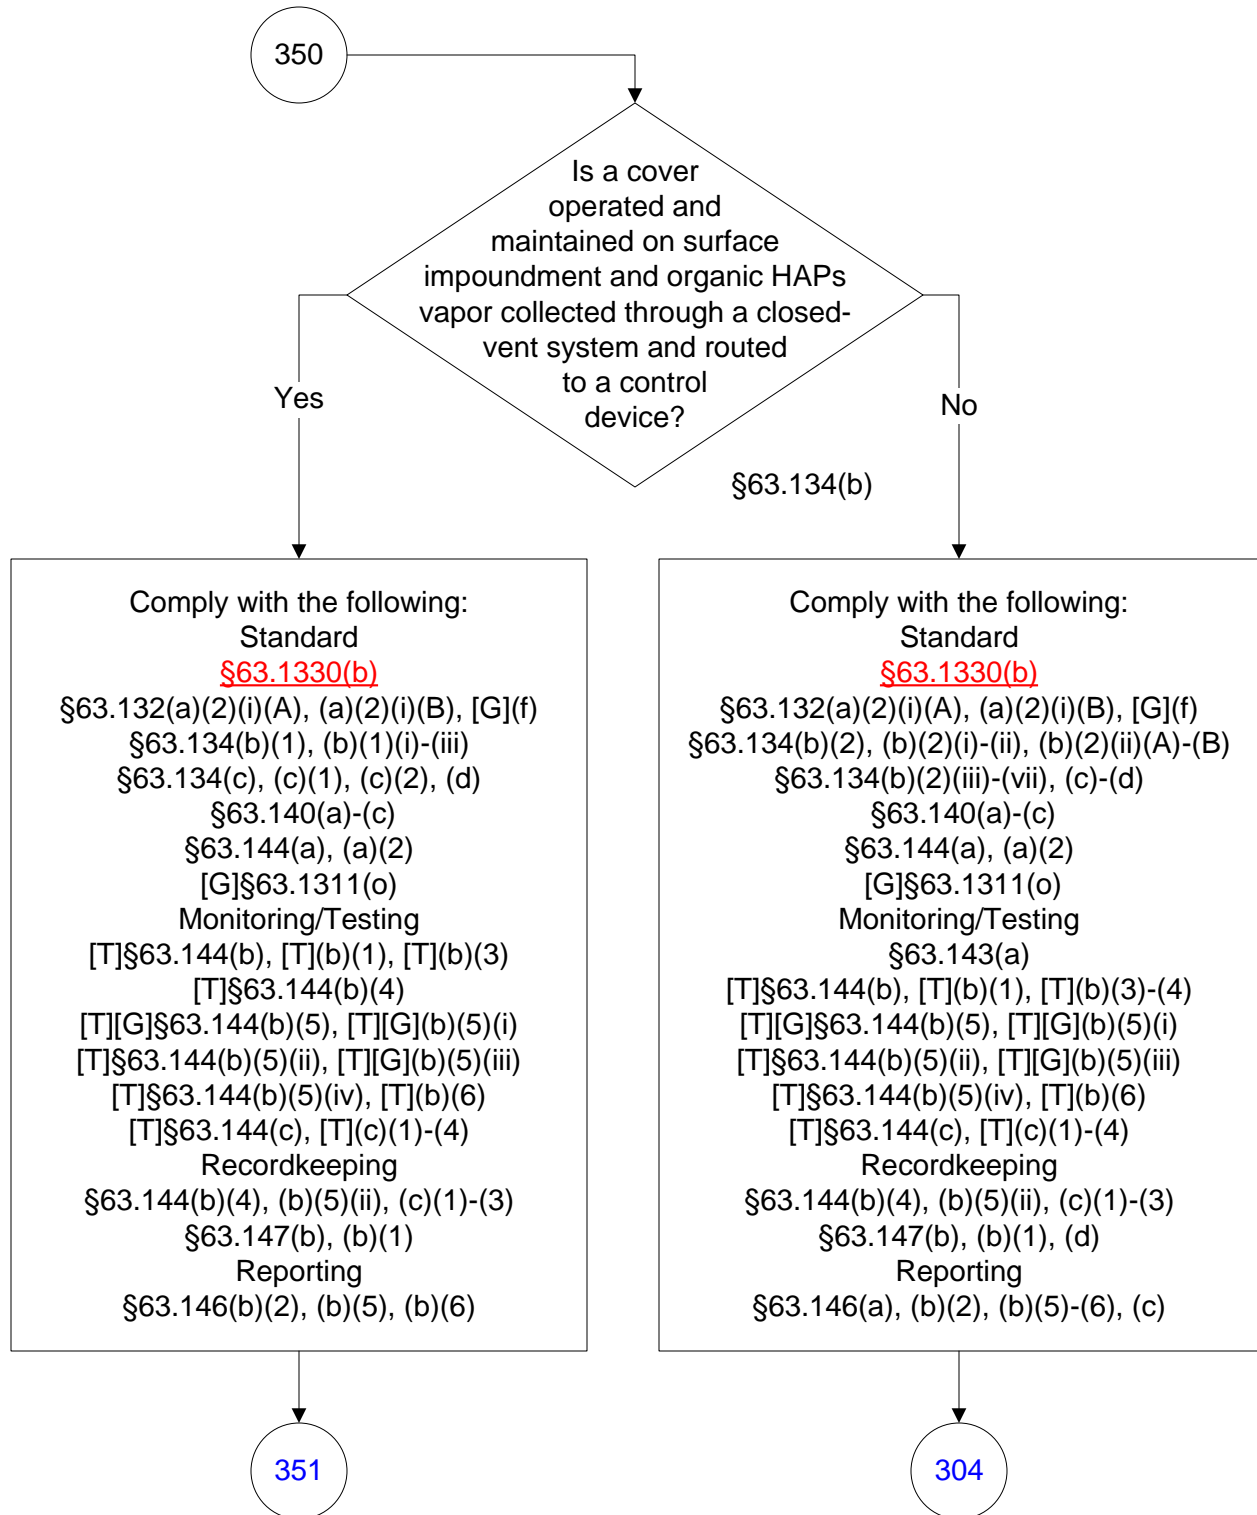 350
Is a cover
operated and
maintained on surface
impoundment and organic HAPs
vapor collected through a closed-
vent system and routed
to a control
device?
Yes
No
§63.134(b)
Comply with the following:
Standard
§63.1330(b)
§63.132(a)(2)(i)(A), (a)(2)(i)(B), [G](f)
§63.134(b)(1), (b)(1)(i)-(iii)
§63.134(c), (c)(1), (c)(2), (d)
§63.140(a)-(c)
§63.144(a), (a)(2)
[G]§63.1311(o)
Monitoring/Testing
[T]§63.144(b), [T](b)(1), [T](b)(3)
[T]§63.144(b)(4)
[T][G]§63.144(b)(5), [T][G](b)(5)(i)
[T]§63.144(b)(5)(ii), [T][G](b)(5)(iii)
[T]§63.144(b)(5)(iv), [T](b)(6)
[T]§63.144(c), [T](c)(1)-(4)
Recordkeeping
§63.144(b)(4), (b)(5)(ii), (c)(1)-(3)
§63.147(b), (b)(1)
Reporting
§63.146(b)(2), (b)(5), (b)(6)
351
Comply with the following:
Standard
§63.1330(b)
§63.132(a)(2)(i)(A), (a)(2)(i)(B), [G](f)
§63.134(b)(2), (b)(2)(i)-(ii), (b)(2)(ii)(A)-(B)
§63.134(b)(2)(iii)-(vii), (c)-(d)
§63.140(a)-(c)
§63.144(a), (a)(2)
[G]§63.1311(o)
Monitoring/Testing
§63.143(a)
[T]§63.144(b), [T](b)(1), [T](b)(3)-(4)
[T][G]§63.144(b)(5), [T][G](b)(5)(i)
[T]§63.144(b)(5)(ii), [T][G](b)(5)(iii)
[T]§63.144(b)(5)(iv), [T](b)(6)
[T]§63.144(c), [T](c)(1)-(4)
Recordkeeping
§63.144(b)(4), (b)(5)(ii), (c)(1)-(3)
§63.147(b), (b)(1), (d)
Reporting
§63.146(a), (b)(2), (b)(5)-(6), (c)
304